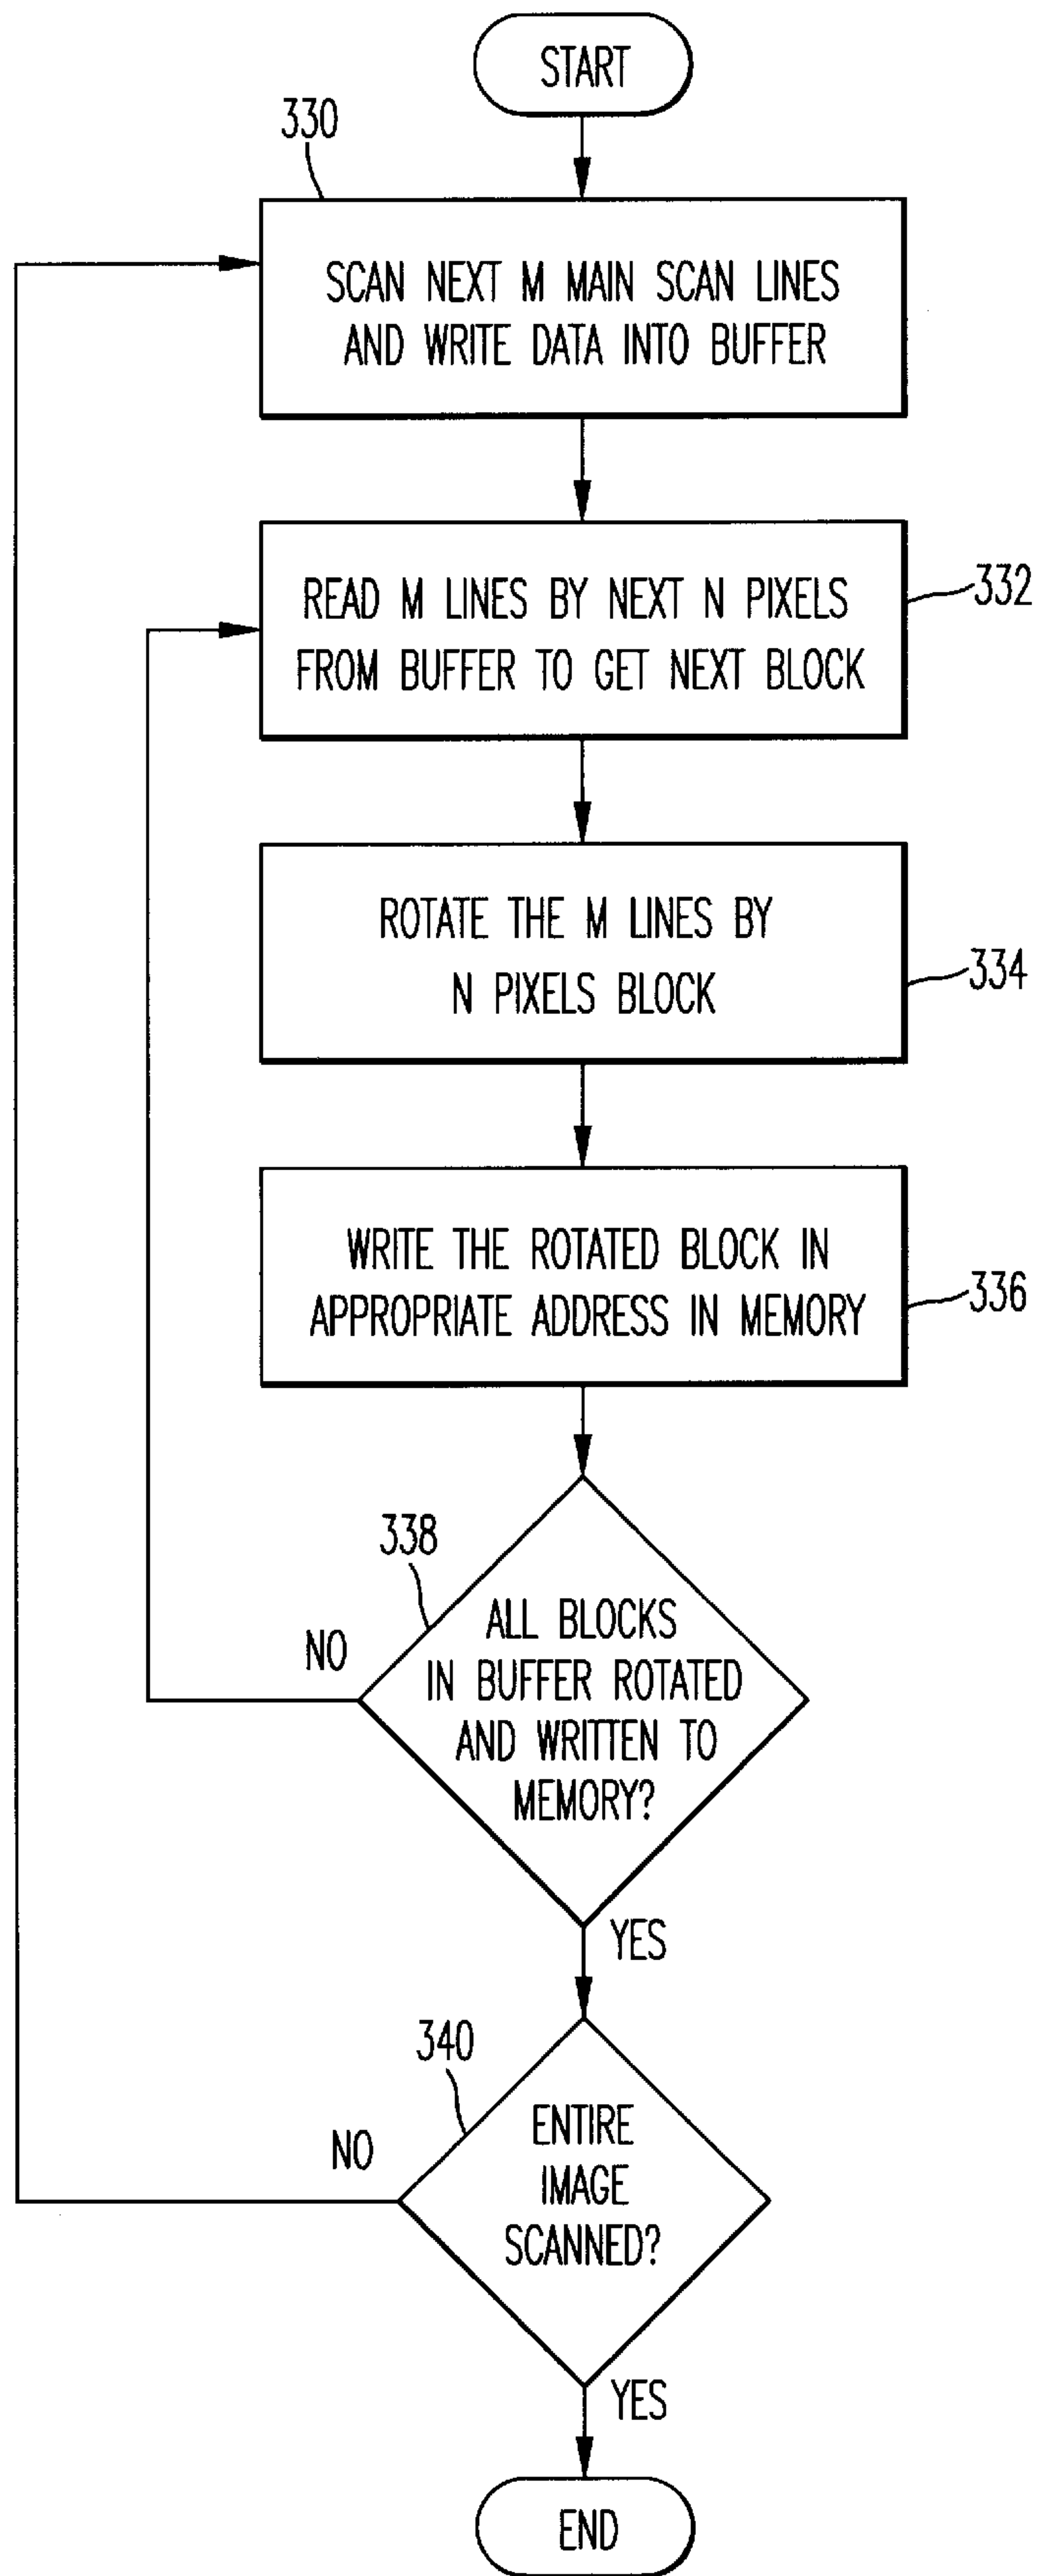 START
330
SCAN NEXT M MAIN SCAN LINES
AND WRITE DATA INTO BUFFER
READ M LINES BY NEXT N PIXELS
FROM BUFFER TO GET NEXT BLOCK
332
ROTATE THE M LINES BY
N PIXELS BLOCK
334
WRITE THE ROTATED BLOCK IN
APPROPRIATE ADDRESS IN MEMORY
336
338
ALL BLOCKS
IN BUFFER ROTATED
AND WRITTEN TO
MEMORY?
NO
YES
340
ENTIRE
IMAGE
SCANNED?
NO
YES
END